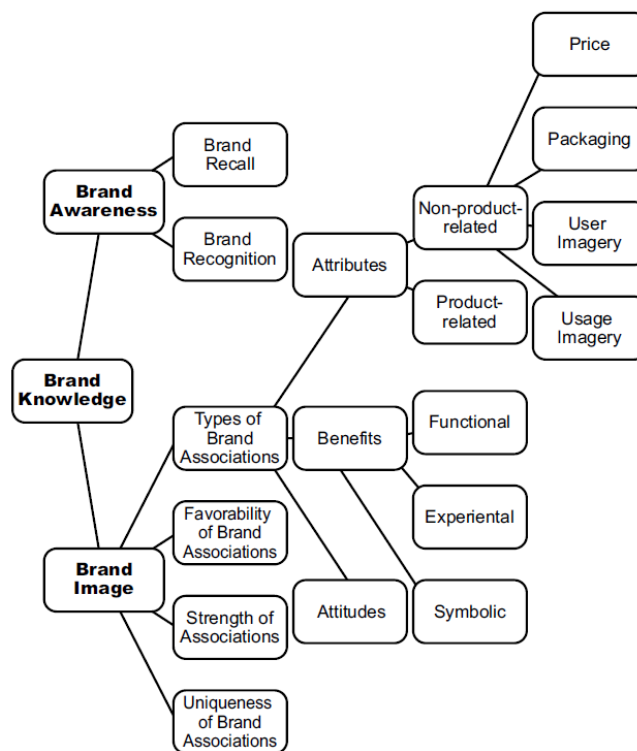 Price
Brand
Recall
Packaging
Brand
Awareness
Non-product-
related
User
Imagery
Brand
Recognition
Attributes
Product-
related
Usage
Imagery
Brand
Knowledge
Types of
Brand
Associations
Benefits
Functional
Favorability
of Brand
Associations
Experiental
Brand
Image
Strength of
Associations
Attitudes
Symbolic
Uniqueness
of Brand
Associations